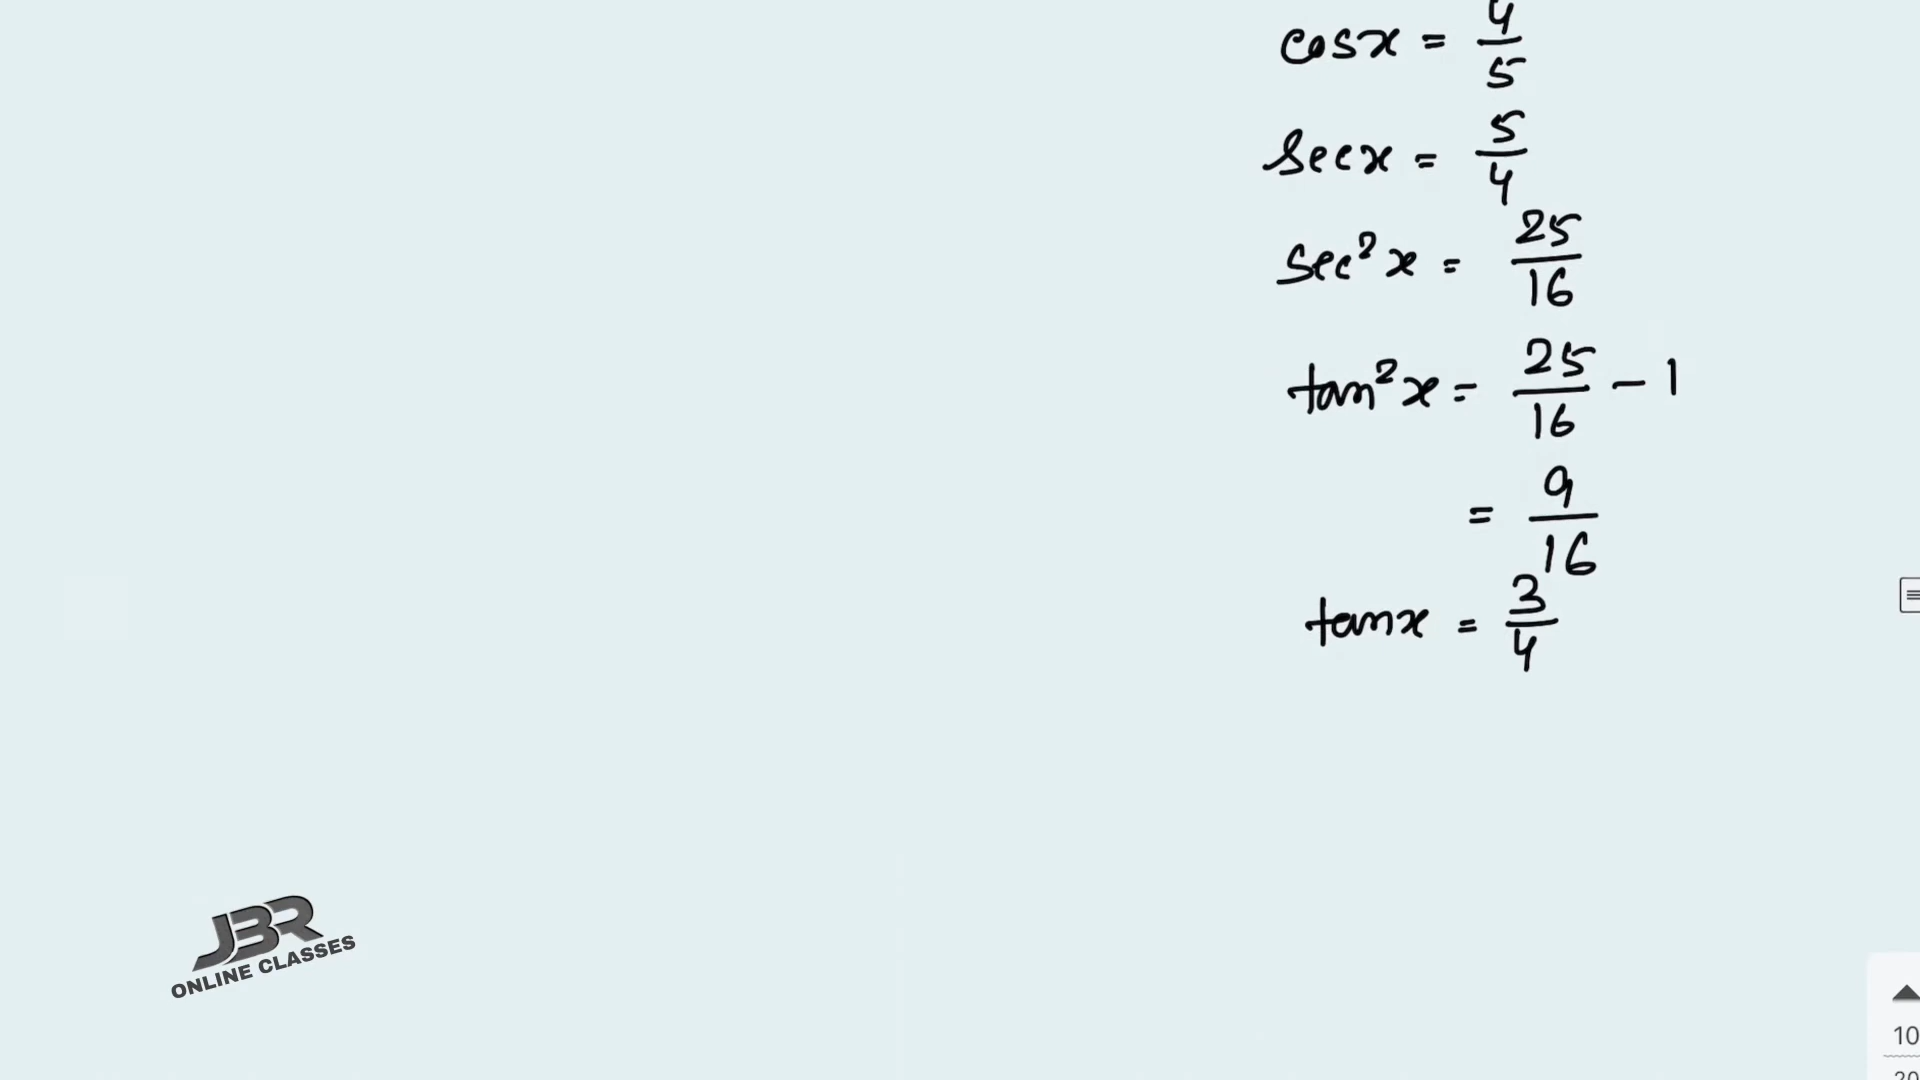 cosx = 4/5
secx = 5/4
sec²x = 25/16
tan²x = 25/16 - 1
= 9/16
tanx = 3/4
JBR
ONLINE CLASSES
10
20